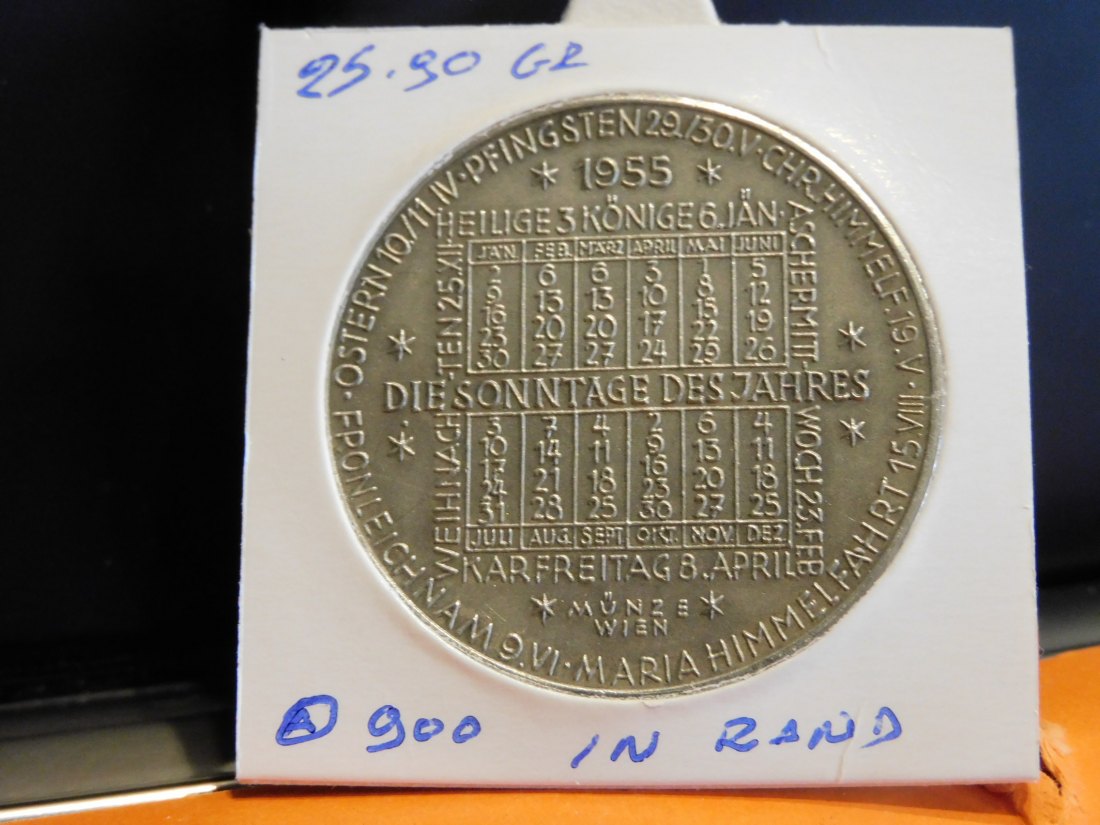 25.90 GR
OSTERN 10./11. IV · PFINGSTEN 29./30. V · CHR. HIMMELF. 19. V · MARIA HIMMELFAHRT 15. VIII · FRONLEICHNAM 9. VI ·
* 1955 *
HEILIGE 3 KÖNIGE 6. JÄN ·
ASCHERMITT-WOCH 23. FEB
WEIHNACH-TEN 25. XII
JÄN. FEB. MÄRZ APRIL MAI JUNI
2 6 6 3 1 5
9 13 13 10 8 12
16 20 20 17 15 19
23 27 27 24 22 26
30 29
DIE SONNTAGE DES JAHRES
3 7 4 2 6 4
10 14 11 9 13 11
17 21 18 16 20 18
24 28 25 23 27 25
31 30
JULI AUG. SEPT. OKT. NOV. DEZ.
KARFREITAG 8. APRIL
* MÜNZE *
WIEN
A 900 IN RAND